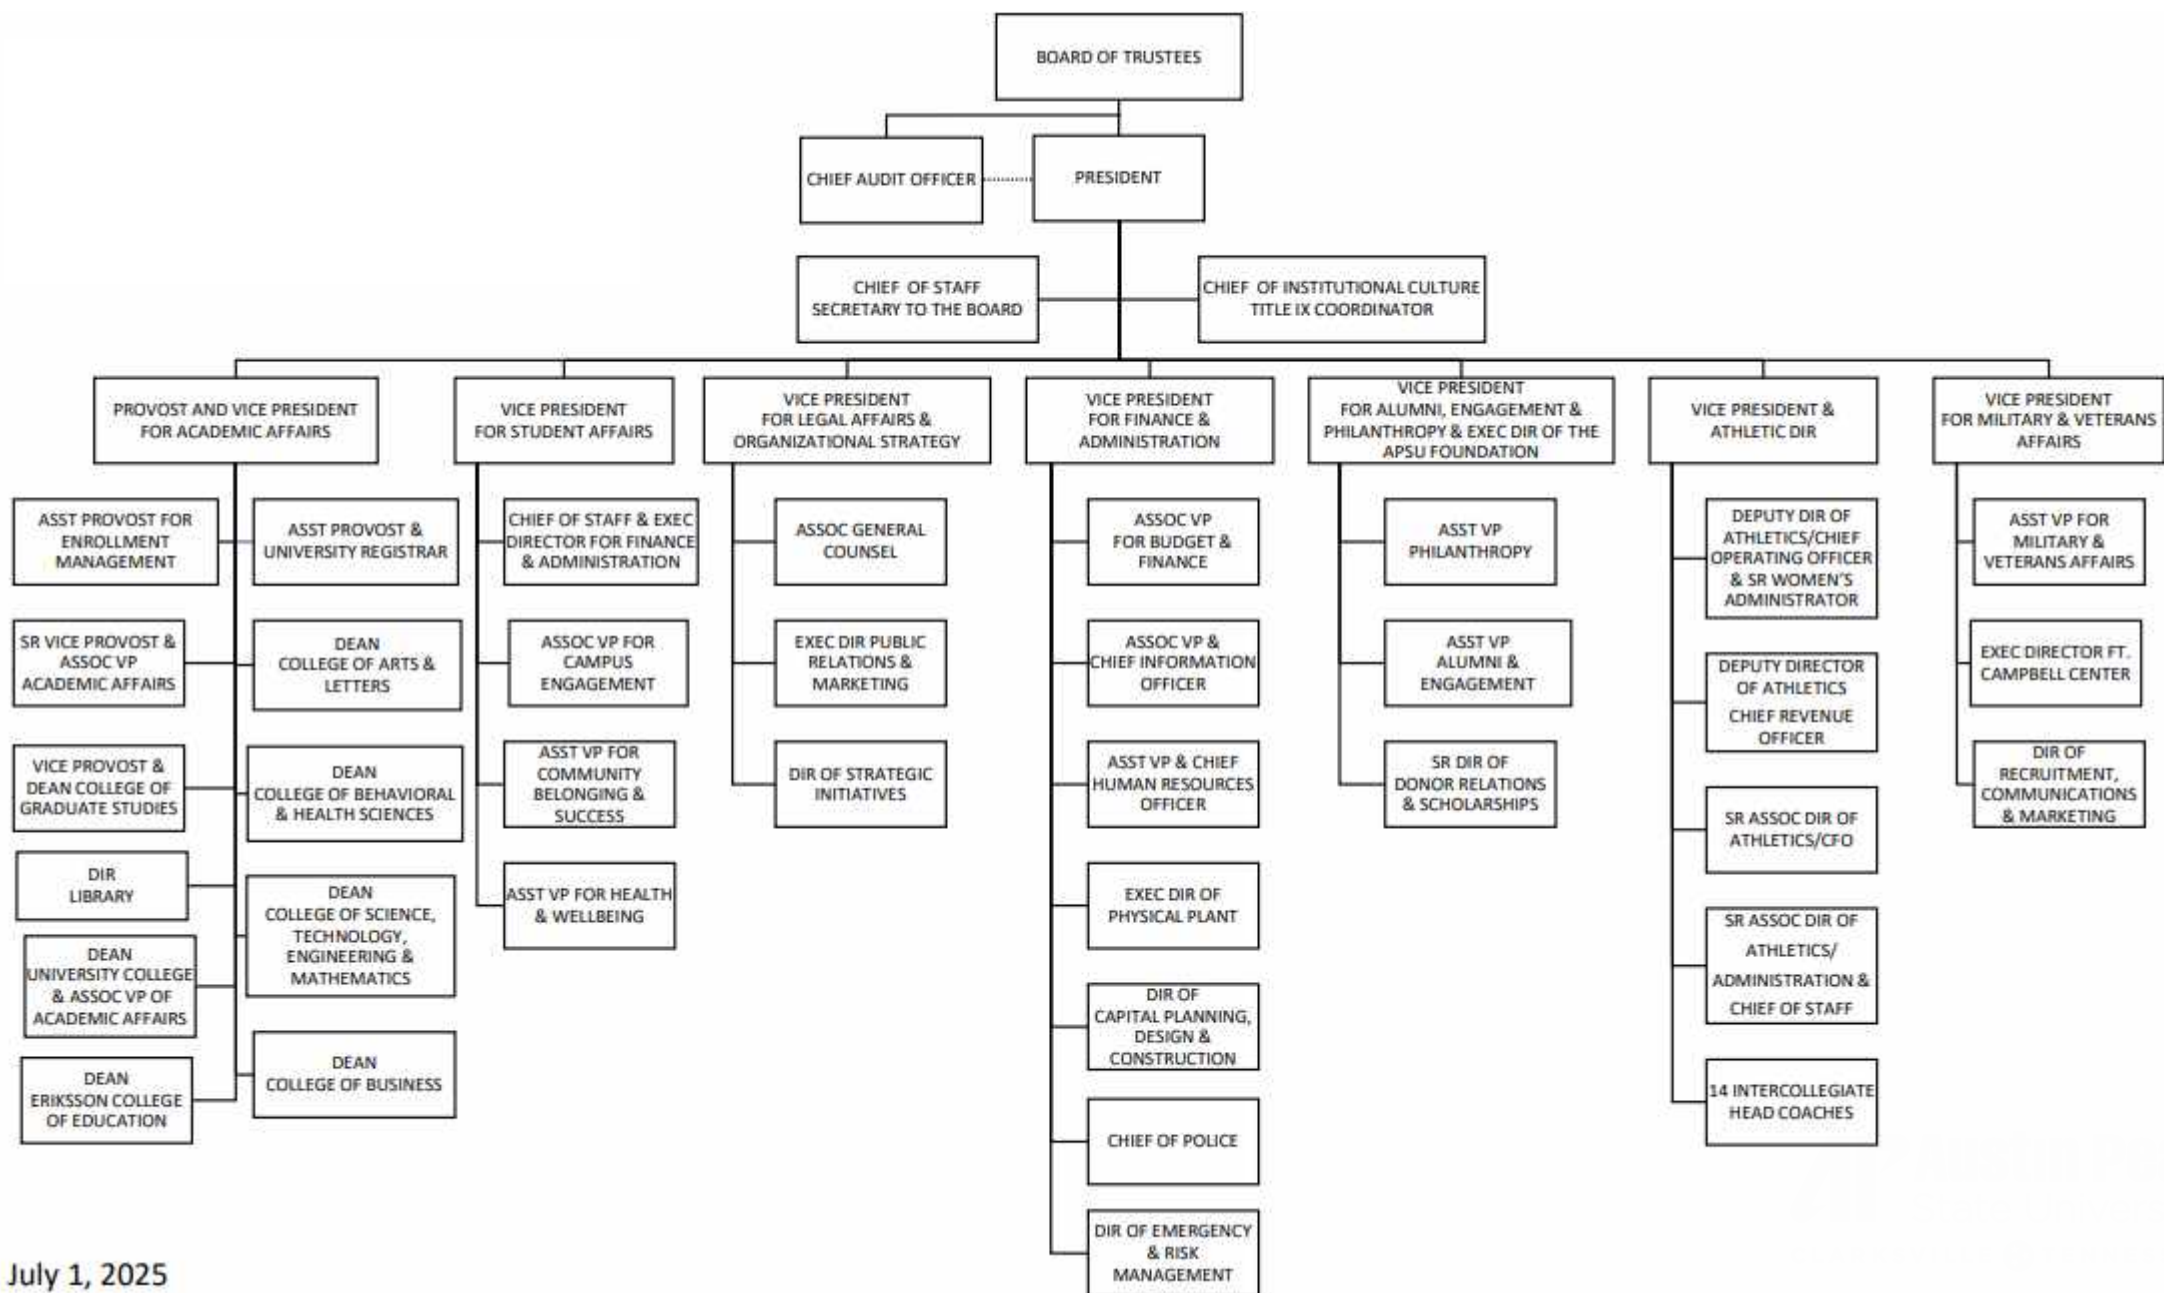 BOARD OF TRUSTEES
CHIEF AUDIT OFFICER
PRESIDENT
CHIEF OF STAFF
SECRETARY TO THE BOARD
CHIEF OF INSTITUTIONAL CULTURE
TITLE IX COORDINATOR
PROVOST AND VICE PRESIDENT
FOR ACADEMIC AFFAIRS
VICE PRESIDENT
FOR STUDENT AFFAIRS
VICE PRESIDENT
FOR LEGAL AFFAIRS &
ORGANIZATIONAL STRATEGY
VICE PRESIDENT
FOR FINANCE &
ADMINISTRATION
VICE PRESIDENT
FOR ALUMNI, ENGAGEMENT &
PHILANTHROPY & EXEC DIR OF THE
APSU FOUNDATION
VICE PRESIDENT &
ATHLETIC DIR
VICE PRESIDENT
FOR MILITARY & VETERANS
AFFAIRS
ASST PROVOST FOR
ENROLLMENT
MANAGEMENT
SR VICE PROVOST &
ASSOC VP
ACADEMIC AFFAIRS
VICE PROVOST &
DEAN COLLEGE OF
GRADUATE STUDIES
DIR
LIBRARY
DEAN
UNIVERSITY COLLEGE
& ASSOC VP OF
ACADEMIC AFFAIRS
DEAN
ERIKSSON COLLEGE
OF EDUCATION
ASST PROVOST &
UNIVERSITY REGISTRAR
DEAN
COLLEGE OF ARTS &
LETTERS
DEAN
COLLEGE OF BEHAVIORAL
& HEALTH SCIENCES
DEAN
COLLEGE OF SCIENCE,
TECHNOLOGY,
ENGINEERING &
MATHEMATICS
DEAN
COLLEGE OF BUSINESS
CHIEF OF STAFF & EXEC
DIRECTOR FOR FINANCE
& ADMINISTRATION
ASSOC VP FOR
CAMPUS
ENGAGEMENT
ASST VP FOR
COMMUNITY
BELONGING &
SUCCESS
ASST VP FOR HEALTH
& WELLBEING
ASSOC GENERAL
COUNSEL
EXEC DIR PUBLIC
RELATIONS &
MARKETING
DIR OF STRATEGIC
INITIATIVES
ASSOC VP
FOR BUDGET &
FINANCE
ASSOC VP &
CHIEF INFORMATION
OFFICER
ASST VP & CHIEF
HUMAN RESOURCES
OFFICER
EXEC DIR OF
PHYSICAL PLANT
DIR OF
CAPITAL PLANNING,
DESIGN &
CONSTRUCTION
CHIEF OF POLICE
DIR OF EMERGENCY
& RISK
MANAGEMENT
ASST VP
PHILANTHROPY
ASST VP
ALUMNI &
ENGAGEMENT
SR DIR OF
DONOR RELATIONS
& SCHOLARSHIPS
DEPUTY DIR OF
ATHLETICS/CHIEF
OPERATING OFFICER
& SR WOMEN'S
ADMINISTRATOR
DEPUTY DIRECTOR
OF ATHLETICS
CHIEF REVENUE
OFFICER
SR ASSOC DIR OF
ATHLETICS/CFO
SR ASSOC DIR OF
ATHLETICS/
ADMINISTRATION &
CHIEF OF STAFF
14 INTERCOLLEGIATE
HEAD COACHES
ASST VP FOR
MILITARY &
VETERANS AFFAIRS
EXEC DIRECTOR FT.
CAMPBELL CENTER
DIR OF
RECRUITMENT,
COMMUNICATIONS
& MARKETING
July 1, 2025